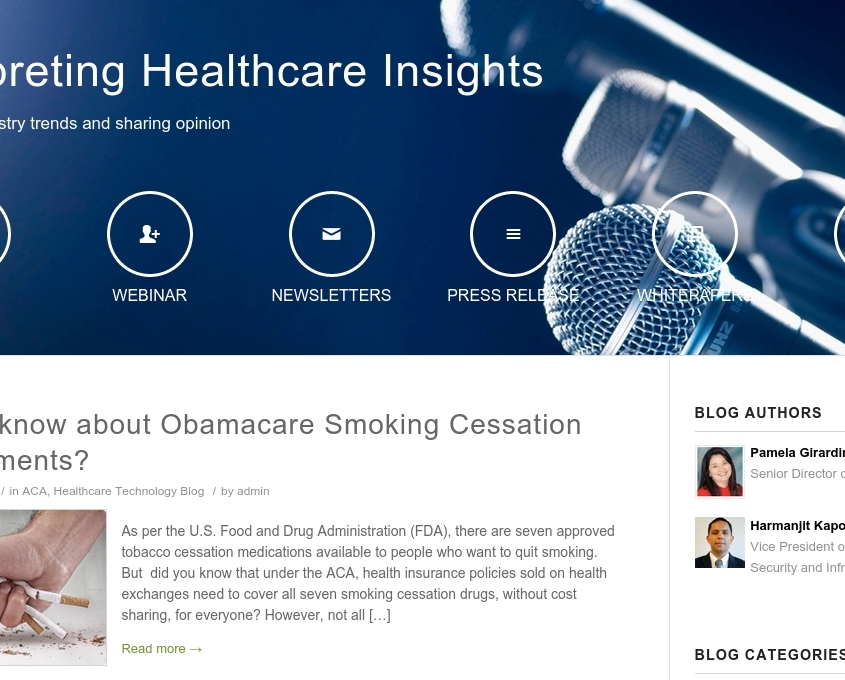 preting Healthcare Insights
stry trends and sharing opinion
WEBINAR
NEWSLETTERS
PRESS RELEASE
WHITEPAPERS
know about Obamacare Smoking Cessation
ments?
/ in ACA, Healthcare Technology Blog / by admin
As per the U.S. Food and Drug Administration (FDA), there are seven approved
tobacco cessation medications available to people who want to quit smoking.
But did you know that under the ACA, health insurance policies sold on health
exchanges need to cover all seven smoking cessation drugs, without cost
sharing, for everyone? However, not all […]
Read more →
BLOG AUTHORS
Pamela Girardin
Senior Director o
Harmanjit Kapo
Vice President o
Security and Infr
BLOG CATEGORIES